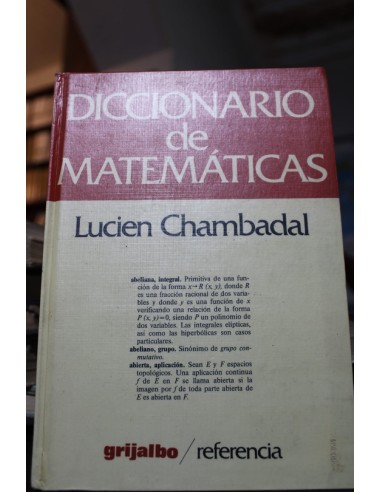 DICCIONARIO
de
MATEMÁTICAS
Lucien Chambadal
abeliana, integral. Primitiva de una fun-
ción de la forma x→R (x, y), donde R
es una fracción racional de dos varia-
bles y donde y es una función de x
verificando una relación de la forma
P (x, y)=0, siendo P un polinomio de
dos variables. Las integrales elípticas,
así como las hiperbólicas son casos
particulares.
abeliano, grupo. Sinónimo de grupo con-
mutativo.
abierta, aplicación. Sean E y F espacios
topológicos. Una aplicación continua
f de E en F se llama abierta si la
imagen por f de toda parte abierta de
E es abierta en F.
grijalbo / referencia